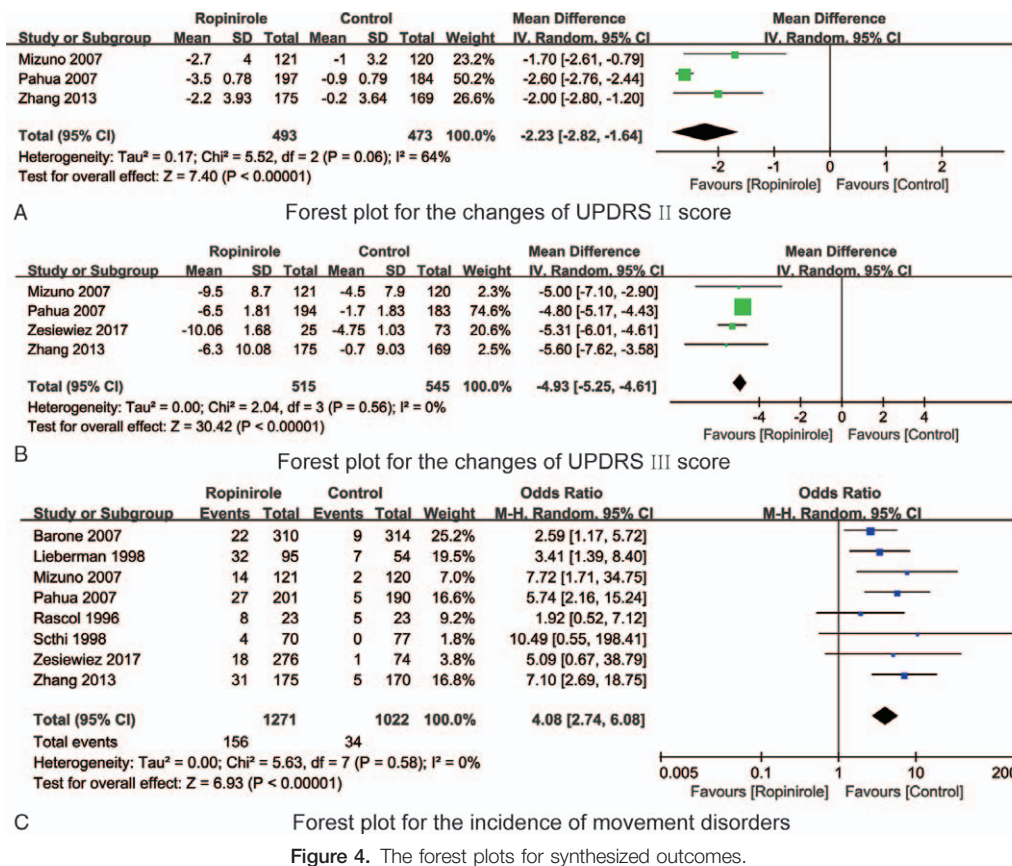 Ropinirole Control Mean Difference Mean Difference
Study or Subgroup Mean SD Total Mean SD Total Weight IV. Random. 95% CI IV. Random. 95% CI
Mizuno 2007 -2.7 4 121 -1 3.2 120 23.2% -1.70 [-2.61, -0.79]
Pahua 2007 -3.5 0.78 197 -0.9 0.79 184 50.2% -2.60 [-2.76, -2.44]
Zhang 2013 -2.2 3.93 175 -0.2 3.64 169 26.6% -2.00 [-2.80, -1.20]
Total (95% CI) 493 473 100.0% -2.23 [-2.82, -1.64]
Heterogeneity: Tau² = 0.17; Chi² = 5.52, df = 2 (P = 0.06); I² = 64%
Test for overall effect: Z = 7.40 (P < 0.00001)
-2 -1 0 1 2
Favours [Ropinirole] Favours [Control]
A Forest plot for the changes of UPDRS II score
Ropinirole Control Mean Difference Mean Difference
Study or Subgroup Mean SD Total Mean SD Total Weight IV. Random. 95% CI IV. Random. 95% CI
Mizuno 2007 -9.5 8.7 121 -4.5 7.9 120 2.3% -5.00 [-7.10, -2.90]
Pahua 2007 -6.5 1.81 194 -1.7 1.83 183 74.6% -4.80 [-5.17, -4.43]
Zesiewiez 2017 -10.06 1.68 25 -4.75 1.03 73 20.6% -5.31 [-6.01, -4.61]
Zhang 2013 -6.3 10.08 175 -0.7 9.03 169 2.5% -5.60 [-7.62, -3.58]
Total (95% CI) 515 545 100.0% -4.93 [-5.25, -4.61]
Heterogeneity: Tau² = 0.00; Chi² = 2.04, df = 3 (P = 0.56); I² = 0%
Test for overall effect: Z = 30.42 (P < 0.00001)
-4 -2 0 2 4
Favours [Ropinirole] Favours [Control]
B Forest plot for the changes of UPDRS III score
Ropinirole Control Odds Ratio Odds Ratio
Study or Subgroup Events Total Events Total Weight M-H. Random. 95% CI M-H. Random. 95% CI
Barone 2007 22 310 9 314 25.2% 2.59 [1.17, 5.72]
Lieberman 1998 32 95 7 54 19.5% 3.41 [1.39, 8.40]
Mizuno 2007 14 121 2 120 7.0% 7.72 [1.71, 34.75]
Pahua 2007 27 201 5 190 16.6% 5.74 [2.16, 15.24]
Rascol 1996 8 23 5 23 9.2% 1.92 [0.52, 7.12]
Scthi 1998 4 70 0 77 1.8% 10.49 [0.55, 198.41]
Zesiewiez 2017 18 276 1 74 3.8% 5.09 [0.67, 38.79]
Zhang 2013 31 175 5 170 16.8% 7.10 [2.69, 18.75]
Total (95% CI) 1271 1022 100.0% 4.08 [2.74, 6.08]
Total events 156 34
Heterogeneity: Tau² = 0.00; Chi² = 5.63, df = 7 (P = 0.58); I² = 0%
Test for overall effect: Z = 6.93 (P < 0.00001)
0.005 0.1 1 10 200
Favours [Ropinirole] Favours [Control]
C Forest plot for the incidence of movement disorders
Figure 4. The forest plots for synthesized outcomes.